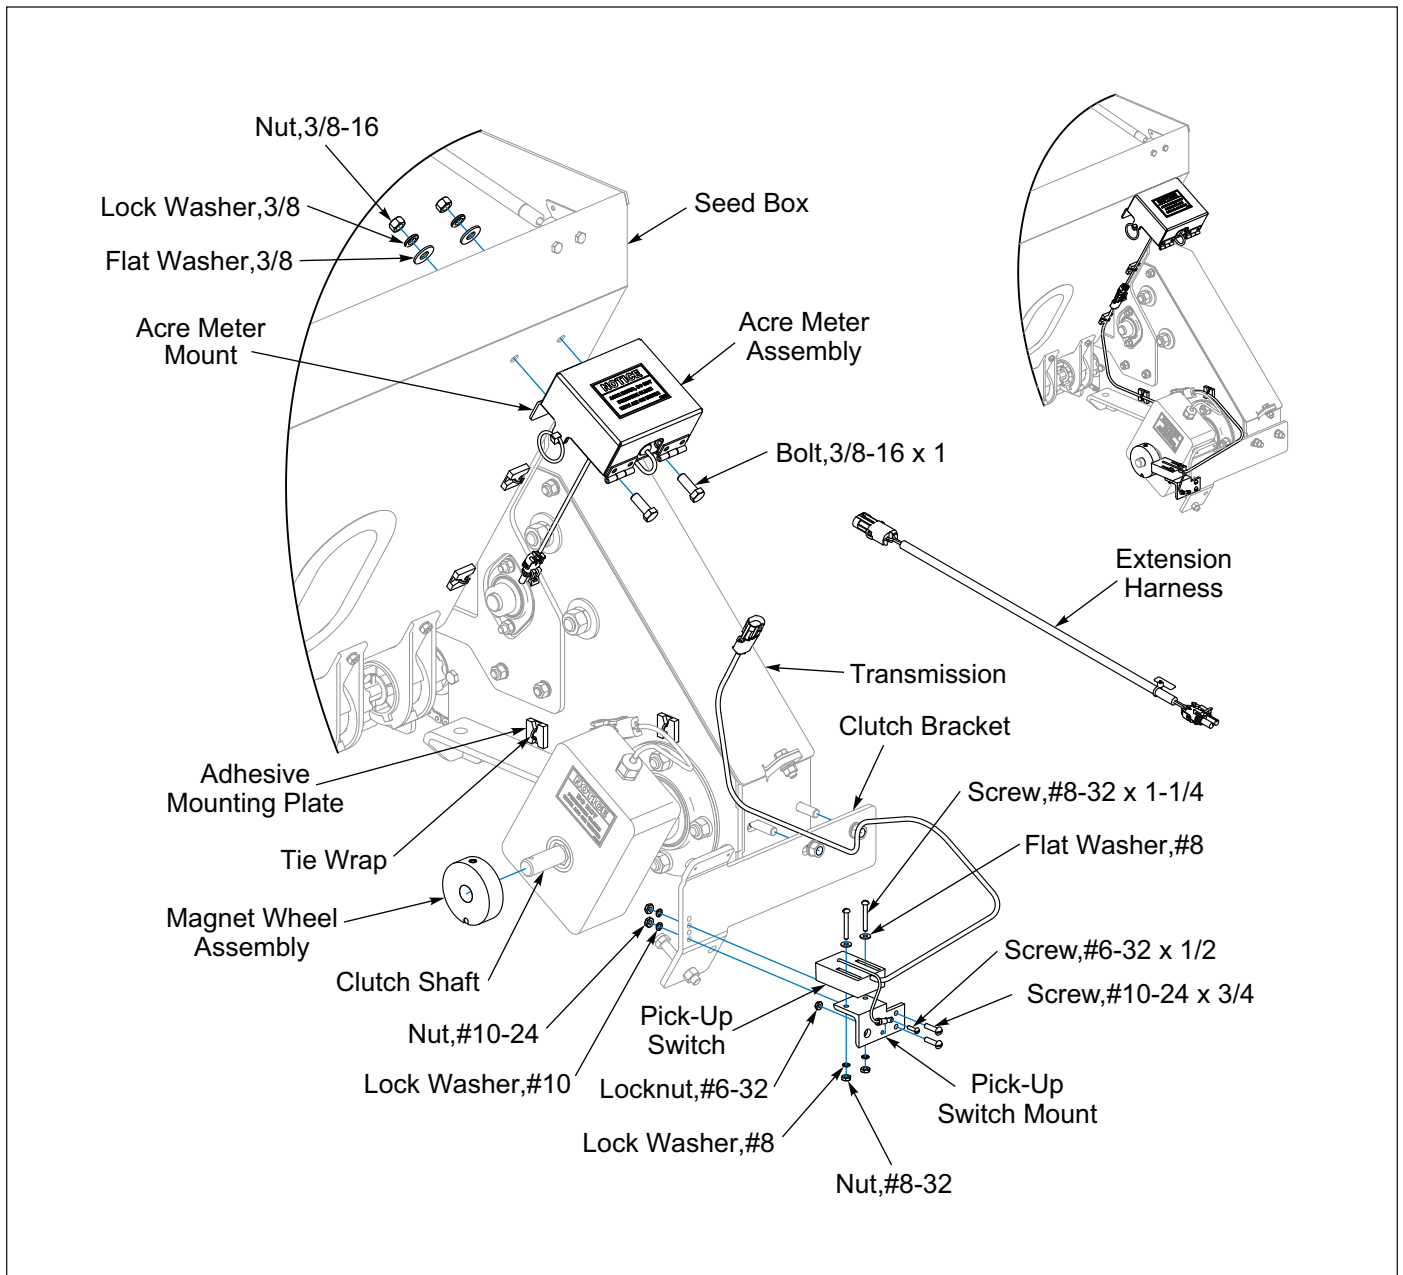 Nut,3/8-16
Lock Washer,3/8
Flat Washer,3/8
Seed Box
Acre Meter
Mount
Acre Meter
Assembly
NOTICE
Bolt,3/8-16 x 1
Extension
Harness
Transmission
Clutch Bracket
Adhesive
Mounting Plate
Screw,#8-32 x 1-1/4
Tie Wrap
Flat Washer,#8
Magnet Wheel
Assembly
NOTICE
Clutch Shaft
Screw,#6-32 x 1/2
Screw,#10-24 x 3/4
Nut,#10-24
Pick-Up
Switch
Lock Washer,#10
Locknut,#6-32
Pick-Up
Switch Mount
Lock Washer,#8
Nut,#8-32